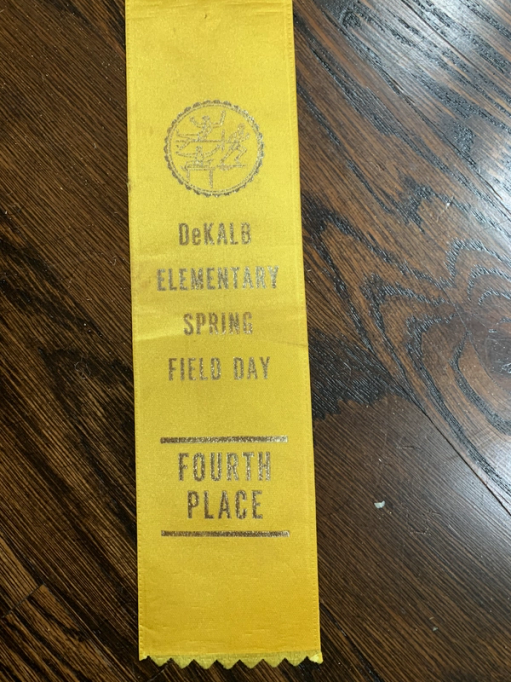 DeKALB
ELEMENTARY
SPRING
FIELD DAY
FOURTH
PLACE